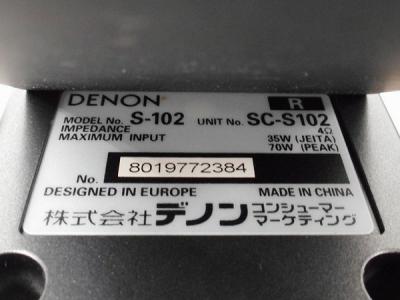 DENON R
MODEL No. S-102 UNIT No. SC-S102
IMPEDANCE 4Ω
MAXIMUM INPUT 35W (JEITA)
70W (PEAK)
No. 8019772384
DESIGNED IN EUROPE MADE IN CHINA
株式会社デノン コンシューマー
マーケティング